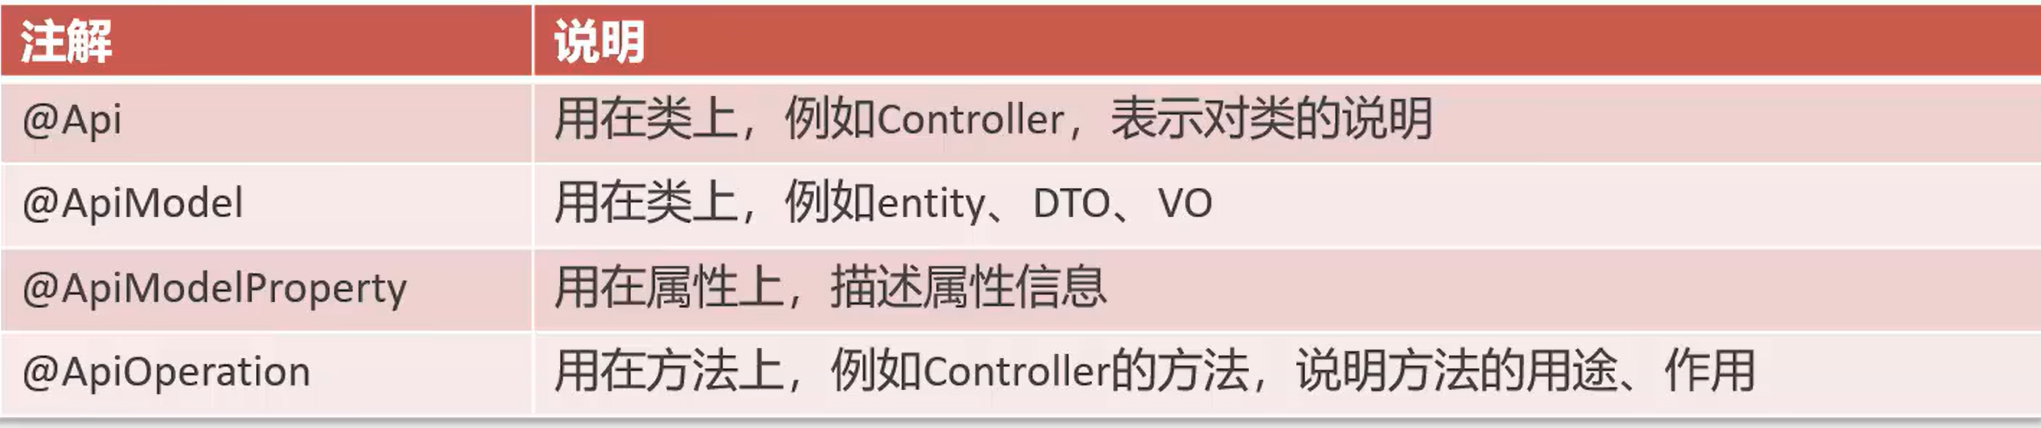 注解 说明
@Api 用在类上，例如Controller，表示对类的说明
@ApiModel 用在类上，例如entity、DTO、VO
@ApiModelProperty 用在属性上，描述属性信息
@ApiOperation 用在方法上，例如Controller的方法，说明方法的用途、作用